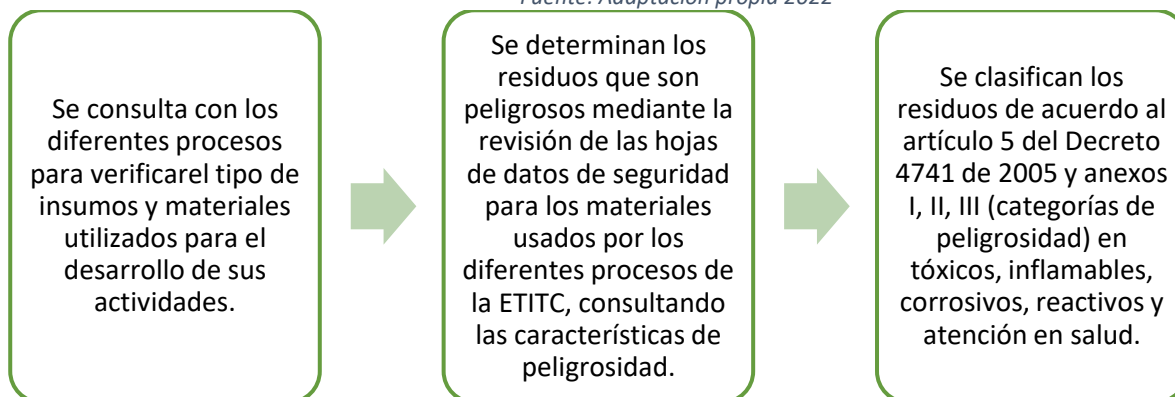 Fuente: Adaptación propia 2022
Se consulta con los
diferentes procesos
para verificarel tipo de
insumos y materiales
utilizados para el
desarrollo de sus
actividades.
Se determinan los
residuos que son
peligrosos mediante la
revisión de las hojas
de datos de seguridad
para los materiales
usados por los
diferentes procesos de
la ETITC, consultando
las características de
peligrosidad.
Se clasifican los
residuos de acuerdo al
artículo 5 del Decreto
4741 de 2005 y anexos
I, II, III (categorías de
peligrosidad) en
tóxicos, inflamables,
corrosivos, reactivos y
atención en salud.